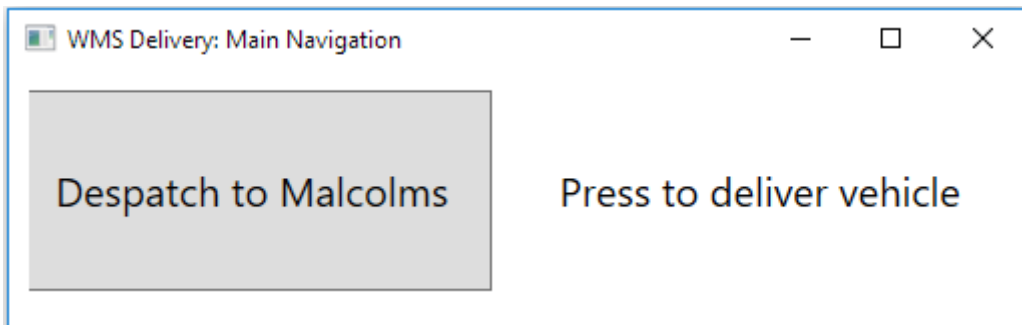 WMS Delivery: Main Navigation
Despatch to Malcolms
Press to deliver vehicle